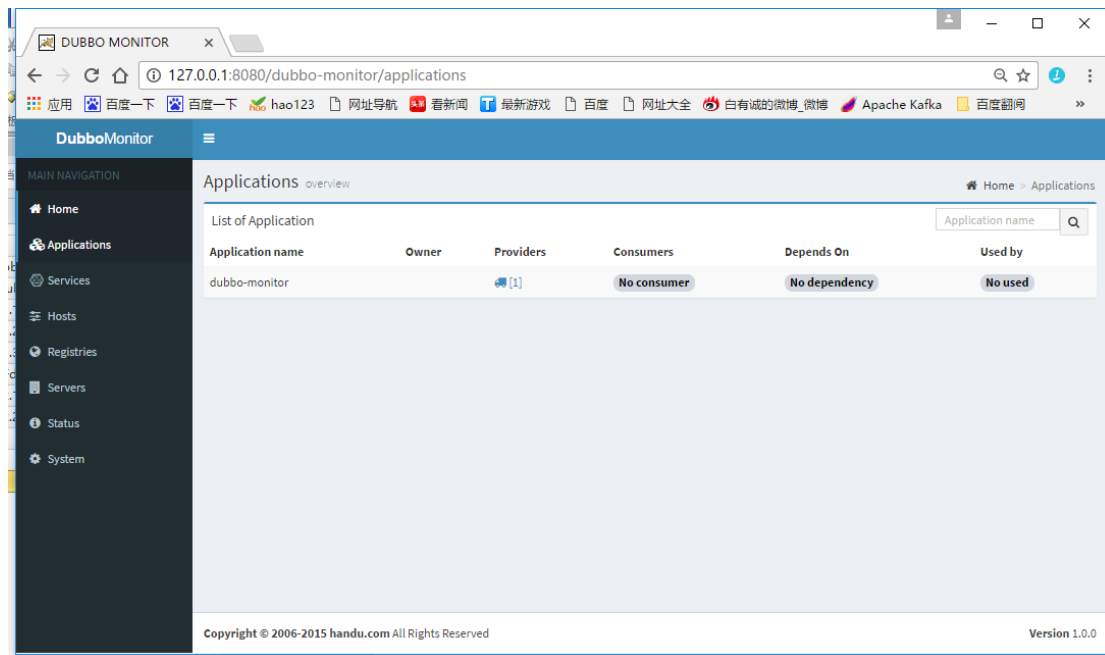 DUBBO MONITOR
127.0.0.1:8080/dubbo-monitor/applications
应用 百度一下 百度一下 hao123 网址导航 看新闻 最新游戏 百度 网址大全 白有诚的微博_微博 Apache Kafka 百度翻阅 »
DubboMonitor
MAIN NAVIGATION
Home
Applications
Services
Hosts
Registries
Servers
Status
System
Applications overview
Home > Applications
List of Application
Application name
Application name Owner Providers Consumers Depends On Used by
dubbo-monitor [1] No consumer No dependency No used
Copyright © 2006-2015 handu.com All Rights Reserved
Version 1.0.0